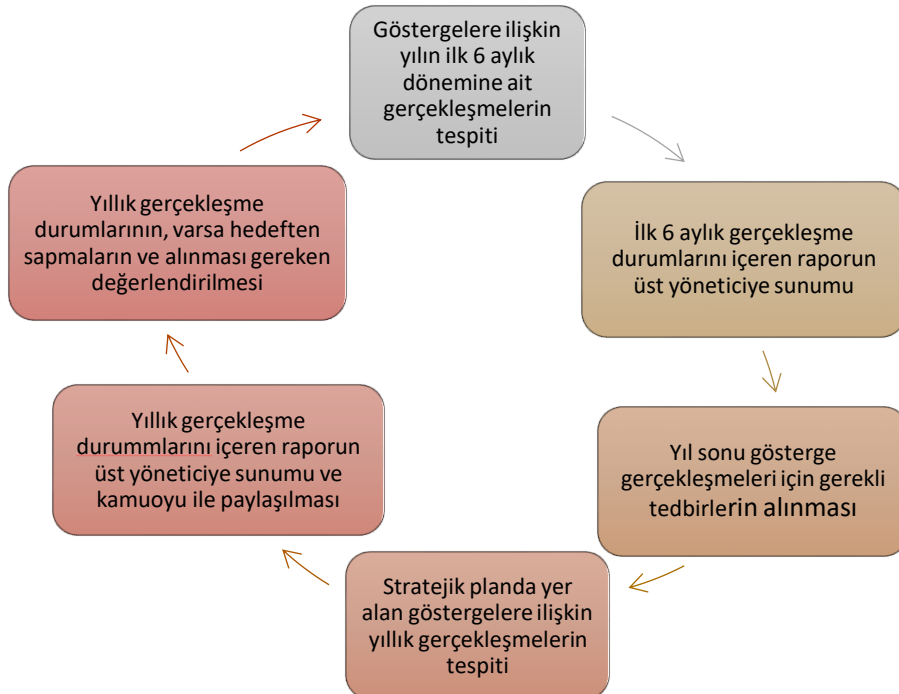 Göstergelere ilişkin
yılın ilk 6 aylık
dönemine ait
gerçekleşmelerin
tespiti
İlk 6 aylık gerçekleşme
durumlarını içeren raporun
üst yöneticiye sunumu
Yıl sonu gösterge
gerçekleşmeleri için gerekli
tedbirlerin alınması
Stratejik planda yer
alan göstergelere ilişkin
yıllık gerçekleşmelerin
tespiti
Yıllık gerçekleşme
durummlarını içeren raporun
üst yöneticiye sunumu ve
kamuoyu ile paylaşılması
Yıllık gerçekleşme
durumlarının, varsa hedeften
sapmaların ve alınması gereken
değerlendirilmesi